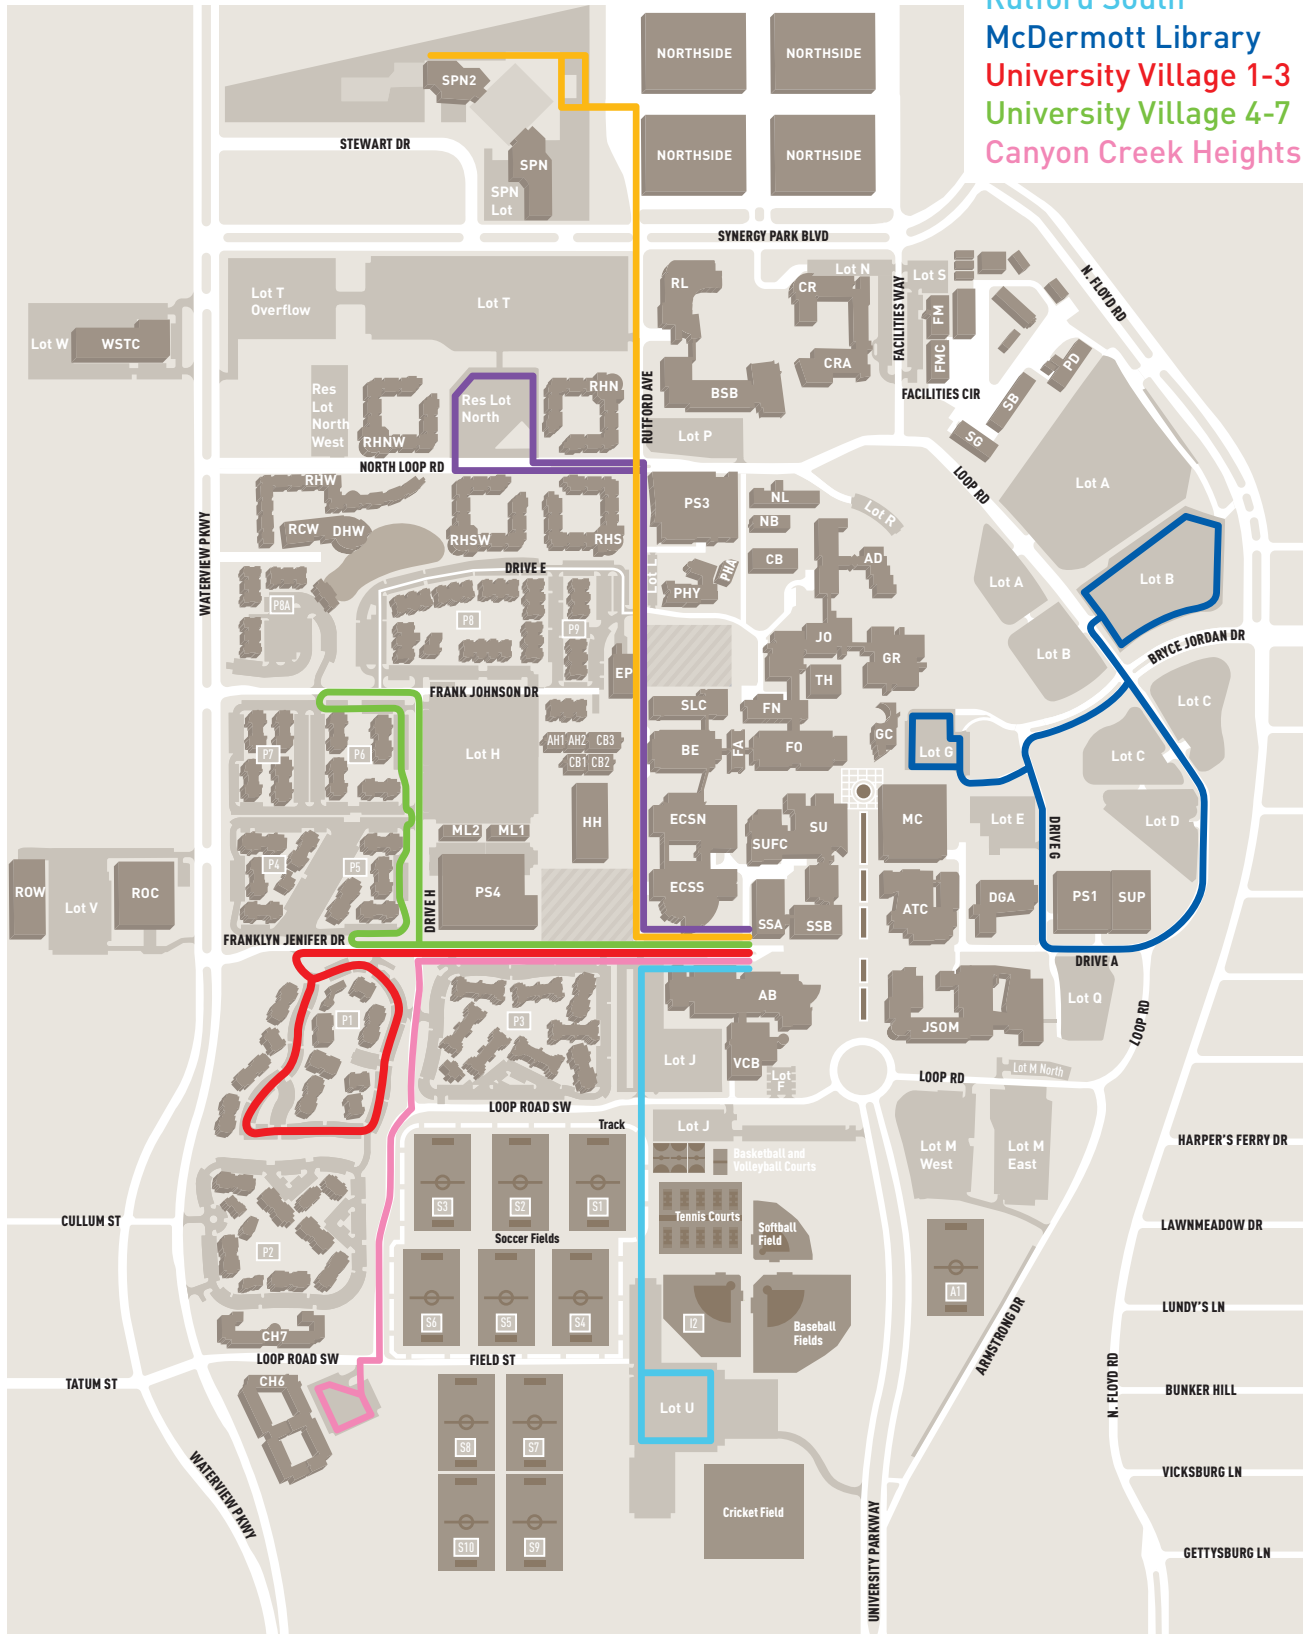 Rutford South
McDermott Library
University Village 1-3
University Village 4-7
Canyon Creek Heights
NORTHSIDE
NORTHSIDE
SPN2
STEWART DR
NORTHSIDE
NORTHSIDE
SPN
SPN
Lot
SYNERGY PARK BLVD
N. FLOYD RD
Lot T
Overflow
Lot T
RL
CR
Lot N
Lot S
FACILITIES WAY
FM
FMC
Lot W
WSTC
CRA
PD
SB
SG
FACILITIES CIR
Res
Lot
North
West
RHNW
Res Lot
North
RHN
RUTFORD AVE
BSB
Lot P
NORTH LOOP RD
LOOP RD
Lot A
RHW
RCW
DHW
RHSW
RHS
PS3
NL
NB
CB
Lot R
AD
WATERVIEW PKWY
DRIVE E
Lot L
PHA
PHY
Lot A
Lot B
P8A
P8
P9
JO
GR
TH
Lot B
BRYCE JORDAN DR
EP
FRANK JOHNSON DR
SLC
FN
GC
Lot C
P7
P6
Lot H
AH1
AH2
CB3
CB1
CB2
BE
FA
FO
Lot G
Lot C
P4
P5
ML2
ML1
HH
ECSN
SUFC
SU
MC
Lot E
DRIVE G
Lot D
ROW
Lot V
ROC
DRIVE H
PS4
ECSS
SSA
SSB
ATC
DGA
PS1
SUP
FRANKLYN JENIFER DR
DRIVE A
P1
P3
AB
JSOM
Lot Q
LOOP RD
Lot J
VCB
Lot
F
LOOP RD
Lot M North
LOOP ROAD SW
Track
Lot J
Basketball and
Volleyball Courts
Lot M
West
Lot M
East
HARPER'S FERRY DR
S3
S2
S1
Tennis Courts
Softball
Field
CULLUM ST
LAWNMEADOW DR
Soccer Fields
P2
A1
S6
S5
S4
I2
Baseball
Fields
LUNDY'S LN
ARMSTRONG DR
CH7
LOOP ROAD SW
FIELD ST
TATUM ST
CH6
N. FLOYD RD
BUNKER HILL
Lot U
S8
S7
WATERVIEW PKWY
VICKSBURG LN
Cricket Field
UNIVERSITY PARKWAY
S10
S9
GETTYSBURG LN